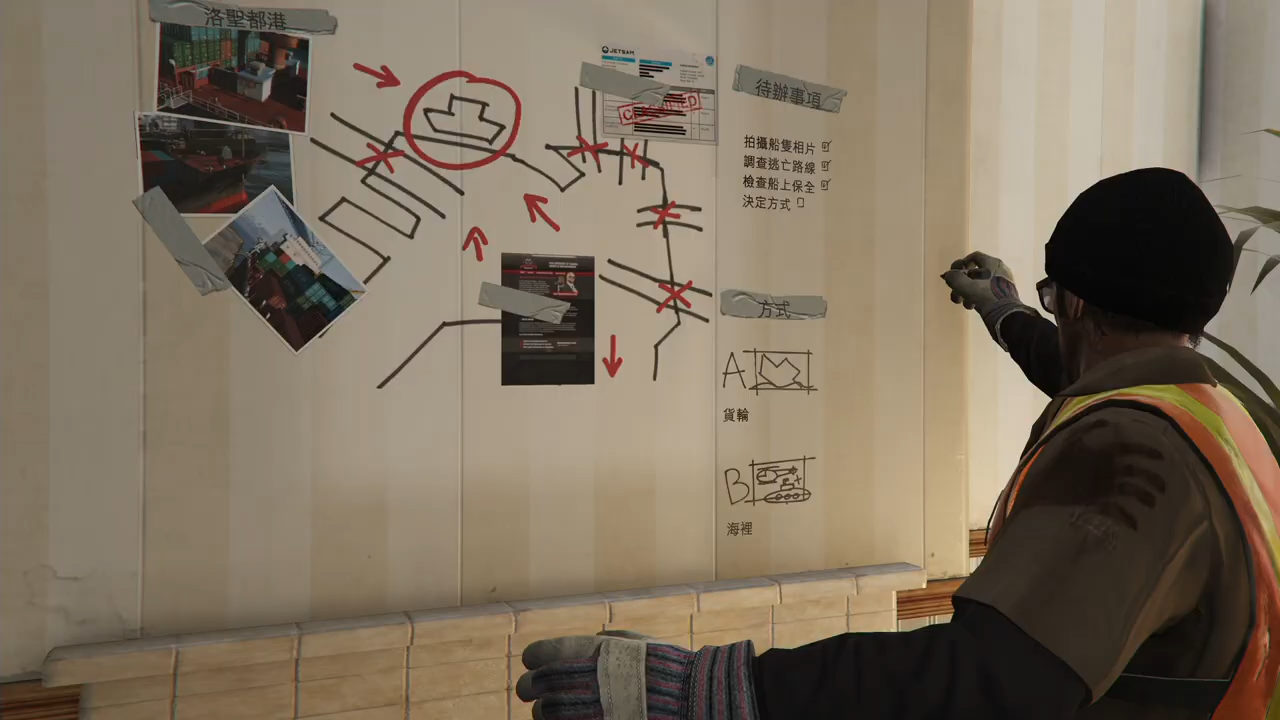 洛聖都港
JETSAM
CLASSIFIED
待辦事項
拍攝船隻相片
調查逃亡路線
檢查船上保全
決定方式
方式
A
貨輪
B
海裡